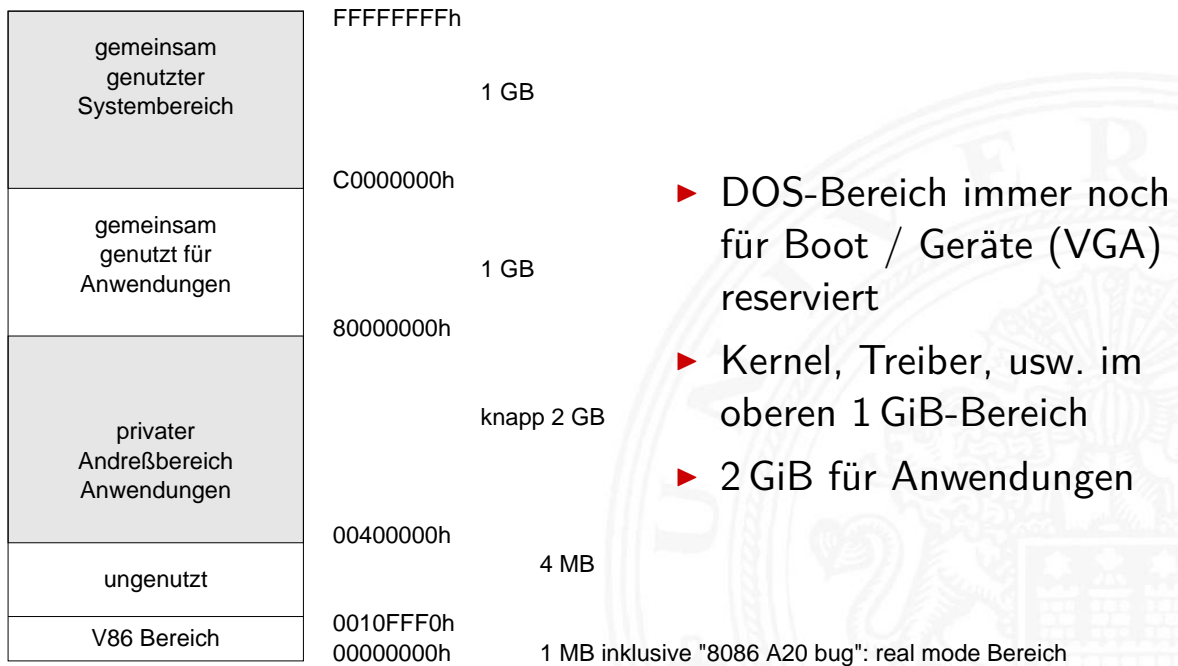 FFFFFFFFh
gemeinsam
genutzter
Systembereich
1 GB
C0000000h
gemeinsam
genutzt für
Anwendungen
1 GB
80000000h
privater
Andreßbereich
Anwendungen
knapp 2 GB
00400000h
ungenutzt
4 MB
0010FFF0h
V86 Bereich
00000000h
1 MB inklusive "8086 A20 bug": real mode Bereich
► DOS-Bereich immer noch
für Boot / Geräte (VGA)
reserviert
► Kernel, Treiber, usw. im
oberen 1 GiB-Bereich
► 2 GiB für Anwendungen
U N I V E R